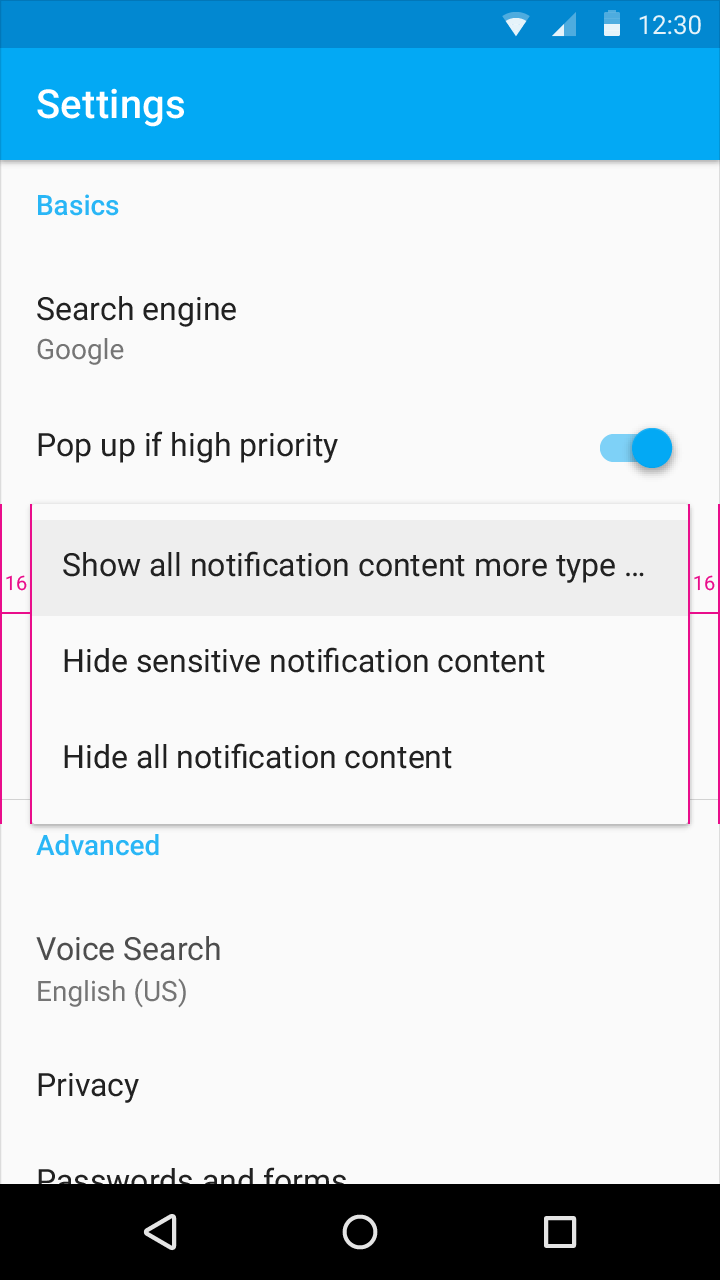 12:30
Settings
Basics
Search engine
Google
Pop up if high priority
Show all notification content more type ...
16
16
Hide sensitive notification content
Hide all notification content
Advanced
Voice Search
English (US)
Privacy
Passwords and forms